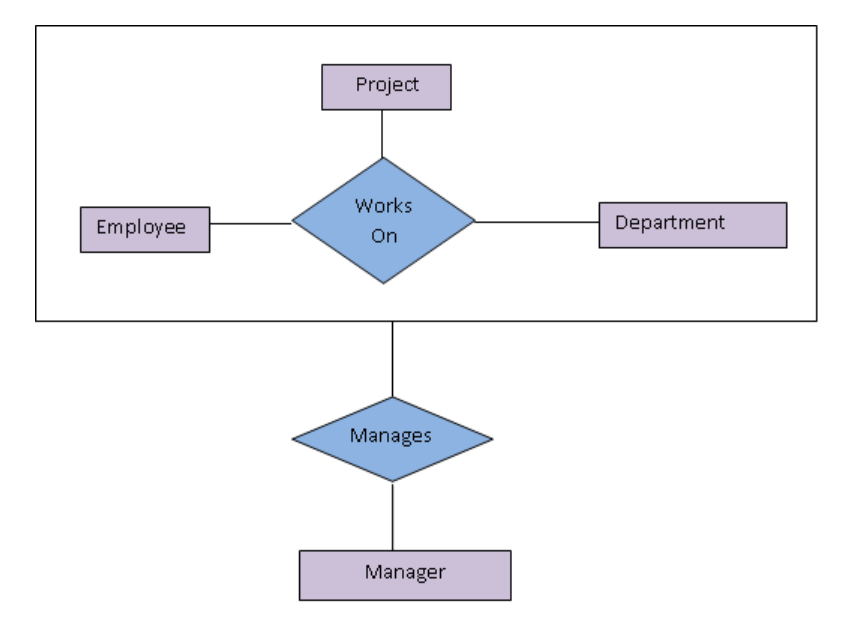 Project
Works
On
Employee
Department
Manages
Manager